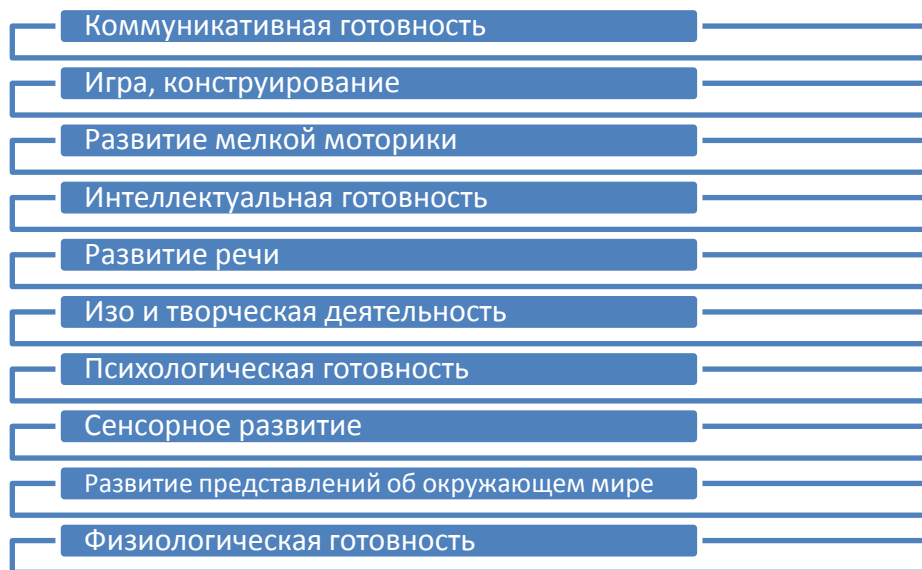 Коммуникативная готовность
Игра, конструирование
Развитие мелкой моторики
Интеллектуальная готовность
Развитие речи
Изо и творческая деятельность
Психологическая готовность
Сенсорное развитие
Развитие представлений об окружающем мире
Физиологическая готовность